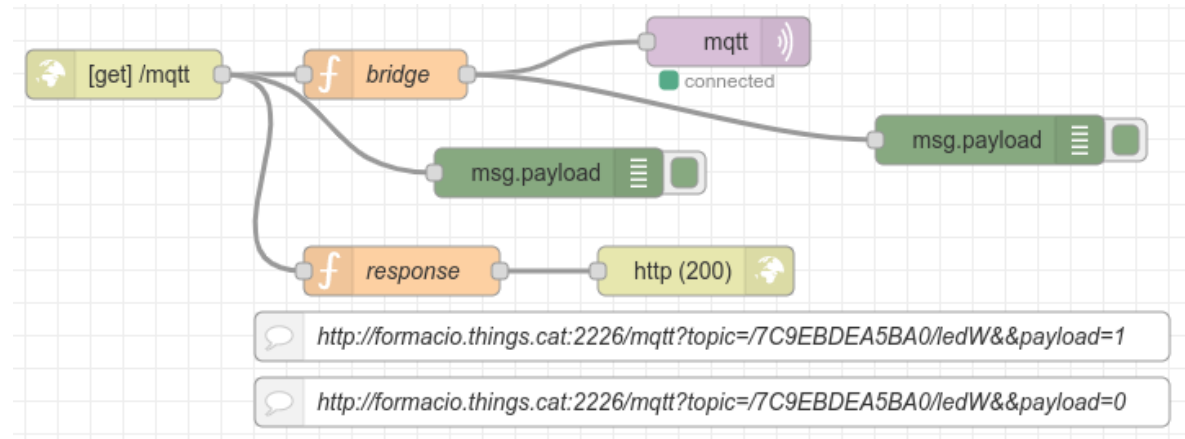 mqtt
[get] /mqtt
bridge
connected
msg.payload
msg.payload
response
http (200)
http://formacio.things.cat:2226/mqtt?topic=/7C9EBDEA5BA0/ledW&&payload=1
http://formacio.things.cat:2226/mqtt?topic=/7C9EBDEA5BA0/ledW&&payload=0